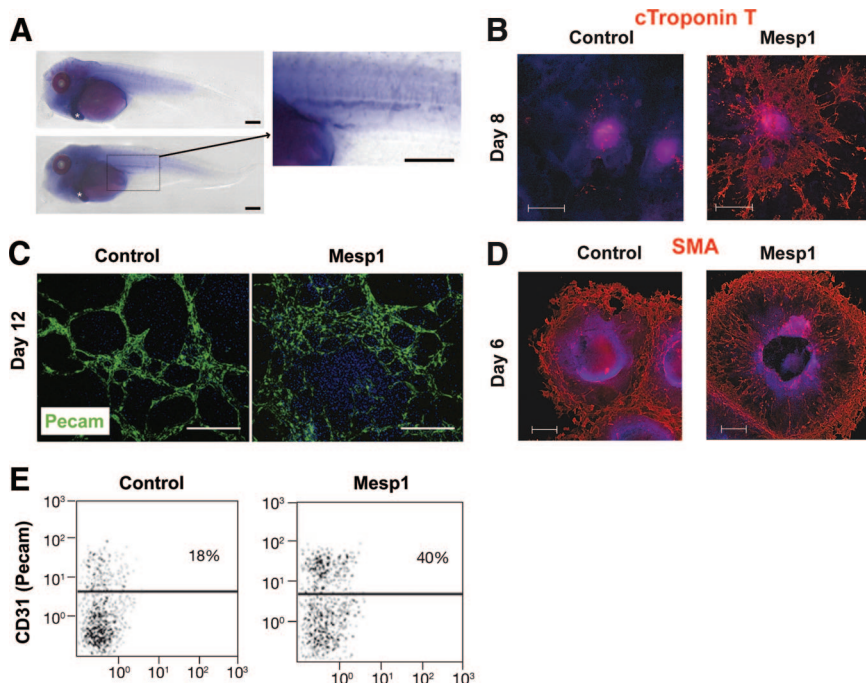 A
B
cTroponin T
Control
Mesp1
Day 8
C
Control
Mesp1
Day 12
Pecam
D
SMA
Control
Mesp1
Day 6
E
Control
Mesp1
CD31 (Pecam)
10³
10²
10¹
10⁰
18%
10⁰ 10¹ 10² 10³
10³
10²
10¹
10⁰
40%
10⁰ 10¹ 10² 10³